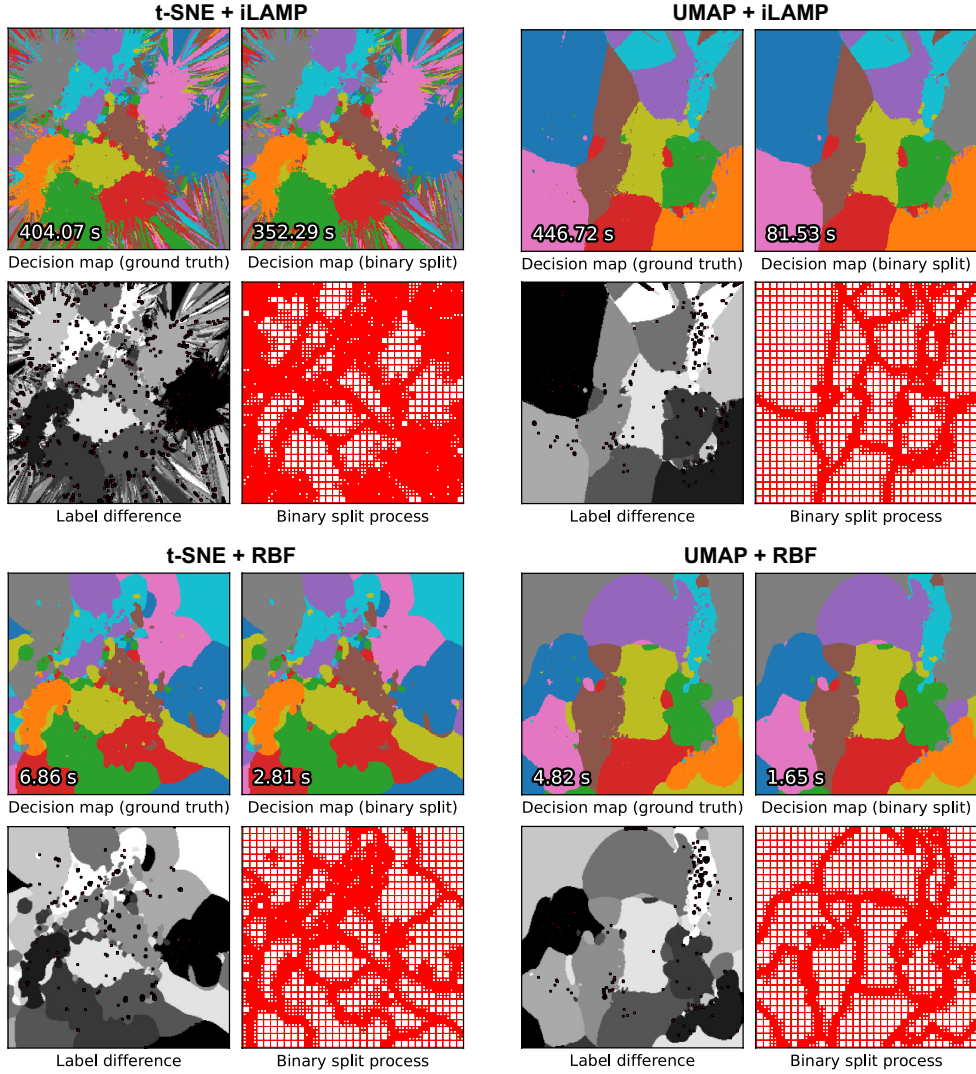 t-SNE + iLAMP
UMAP + iLAMP
404.07 s
352.29 s
446.72 s
81.53 s
Decision map (ground truth)
Decision map (binary split)
Decision map (ground truth)
Decision map (binary split)
Label difference
Binary split process
Label difference
Binary split process
t-SNE + RBF
UMAP + RBF
6.86 s
2.81 s
4.82 s
1.65 s
Decision map (ground truth)
Decision map (binary split)
Decision map (ground truth)
Decision map (binary split)
Label difference
Binary split process
Label difference
Binary split process